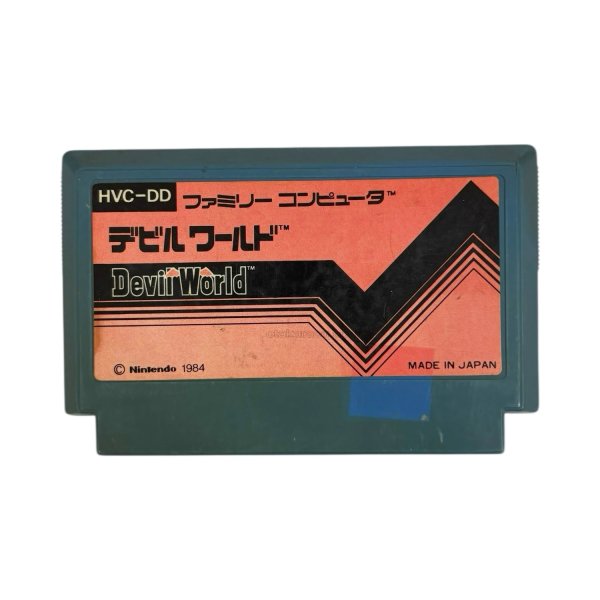 HVC-DD ファミリー コンピュータ™
デビル ワールド™
Devil World™
© Nintendo 1984
MADE IN JAPAN